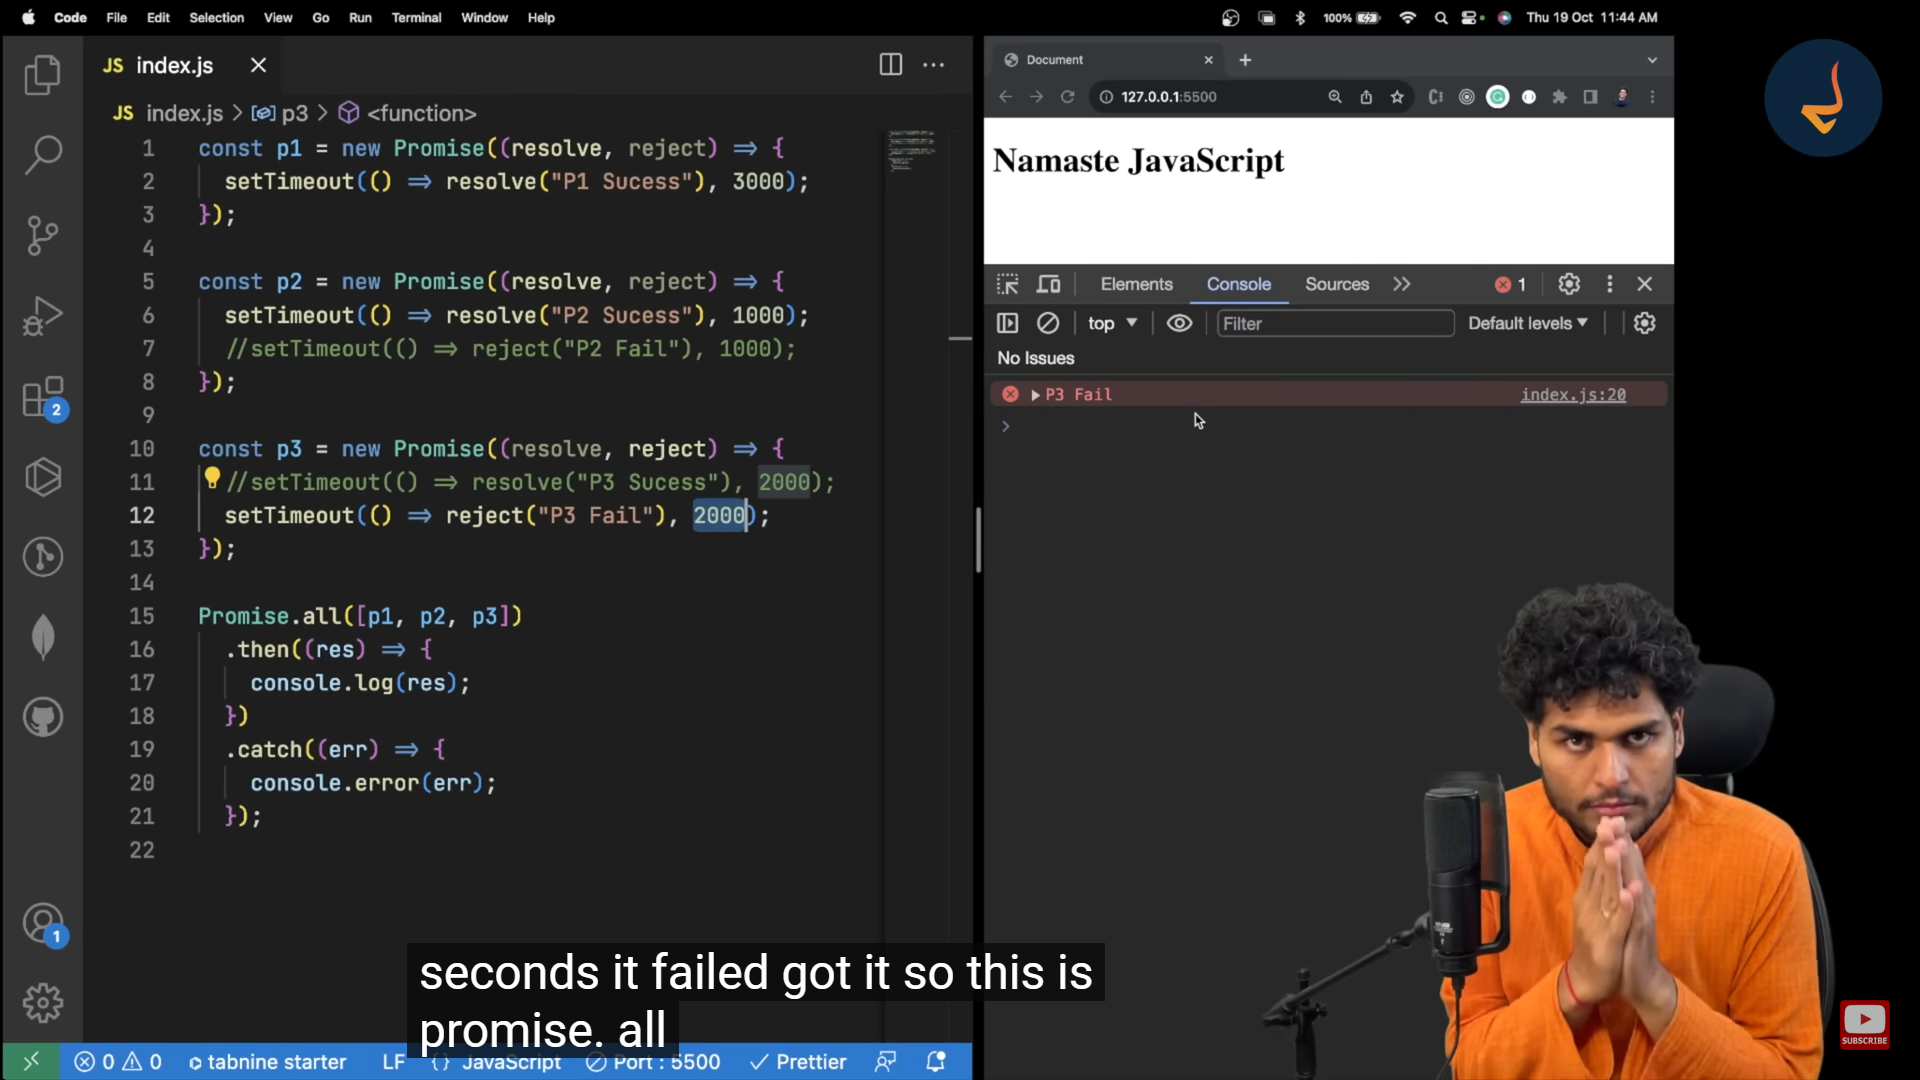 Code File Edit Selection View Go Run Terminal Window Help 100% Thu 19 Oct 11:44 AM
JS index.js
JS index.js > p3 > <function>
1 const p1 = new Promise((resolve, reject) => {
2 setTimeout(() => resolve("P1 Sucess"), 3000);
3 });
4
5 const p2 = new Promise((resolve, reject) => {
6 setTimeout(() => resolve("P2 Sucess"), 1000);
7 //setTimeout(() => reject("P2 Fail"), 1000);
8 });
9
10 const p3 = new Promise((resolve, reject) => {
11 //setTimeout(() => resolve("P3 Sucess"), 2000);
12 setTimeout(() => reject("P3 Fail"), 2000);
13 });
14
15 Promise.all([p1, p2, p3])
16 .then((res) => {
17 console.log(res);
18 })
19 .catch((err) => {
20 console.error(err);
21 });
22
2
1
0 0 tabnine starter LF {} JavaScript Port : 5500 Prettier
Document
127.0.0.1:5500
Namaste JavaScript
Elements Console Sources 1
top Filter Default levels
No Issues
P3 Fail index.js:20
seconds it failed got it so this is
promise. all
SUBSCRIBE